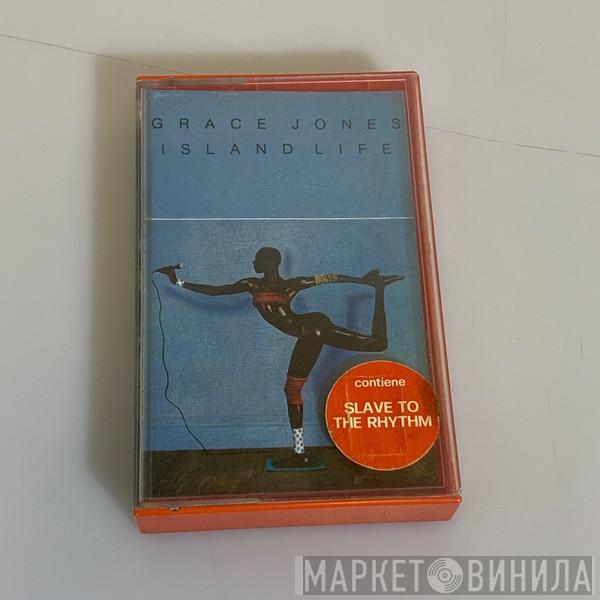 GRACE JONES
ISLAND LIFE
contiene
SLAVE TO
THE RHYTHM
МАРКЕТ ВИНИЛА